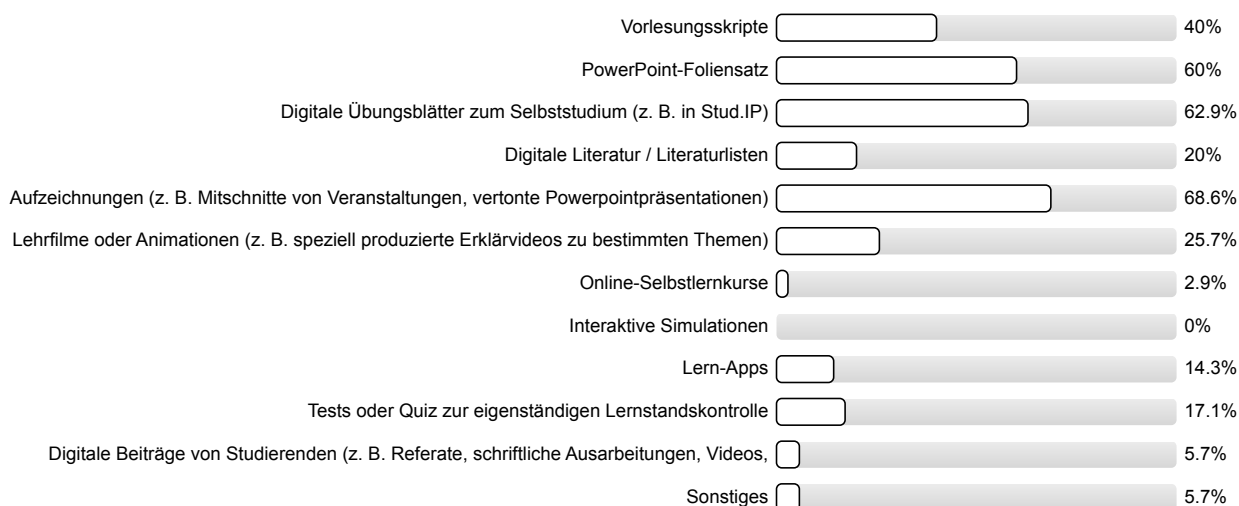 Vorlesungsskripte 40%
PowerPoint-Foliensatz 60%
Digitale Übungsblätter zum Selbststudium (z. B. in Stud.IP) 62.9%
Digitale Literatur / Literaturlisten 20%
Aufzeichnungen (z. B. Mitschnitte von Veranstaltungen, vertonte Powerpointpräsentationen) 68.6%
Lehrfilme oder Animationen (z. B. speziell produzierte Erklärvideos zu bestimmten Themen) 25.7%
Online-Selbstlernkurse 2.9%
Interaktive Simulationen 0%
Lern-Apps 14.3%
Tests oder Quiz zur eigenständigen Lernstandskontrolle 17.1%
Digitale Beiträge von Studierenden (z. B. Referate, schriftliche Ausarbeitungen, Videos, 5.7%
Sonstiges 5.7%